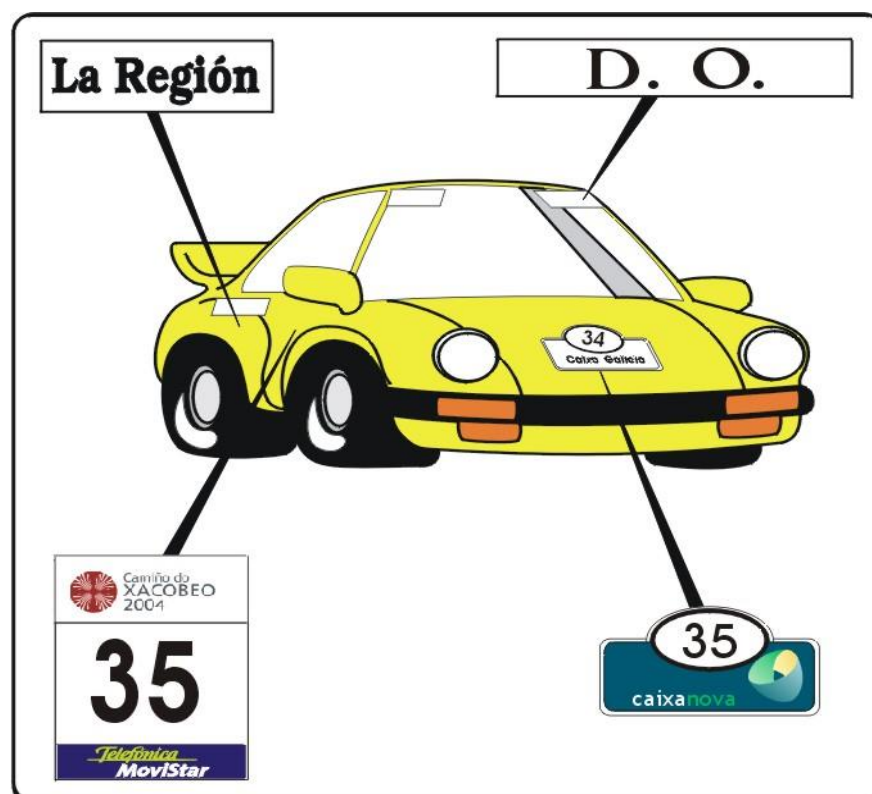 La Región
D. O.
34
Caixa Galicia
Camiño do
XACOBEO
2004
35
Telefónica
MoviStar
35
caixanova